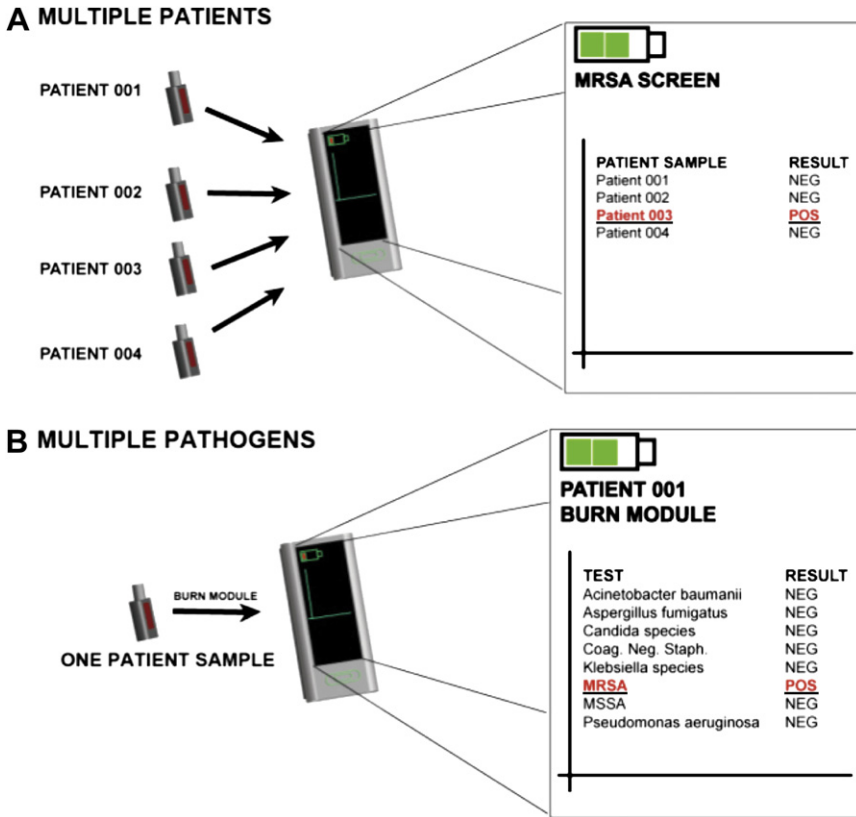 A MULTIPLE PATIENTS
PATIENT 001
PATIENT 002
PATIENT 003
PATIENT 004
MRSA SCREEN
PATIENT SAMPLE RESULT
Patient 001 NEG
Patient 002 NEG
Patient 003 POS
Patient 004 NEG
B MULTIPLE PATHOGENS
BURN MODULE
ONE PATIENT SAMPLE
PATIENT 001
BURN MODULE
TEST RESULT
Acinetobacter baumanii NEG
Aspergillus fumigatus NEG
Candida species NEG
Coag. Neg. Staph. NEG
Klebsiella species NEG
MRSA POS
MSSA NEG
Pseudomonas aeruginosa NEG